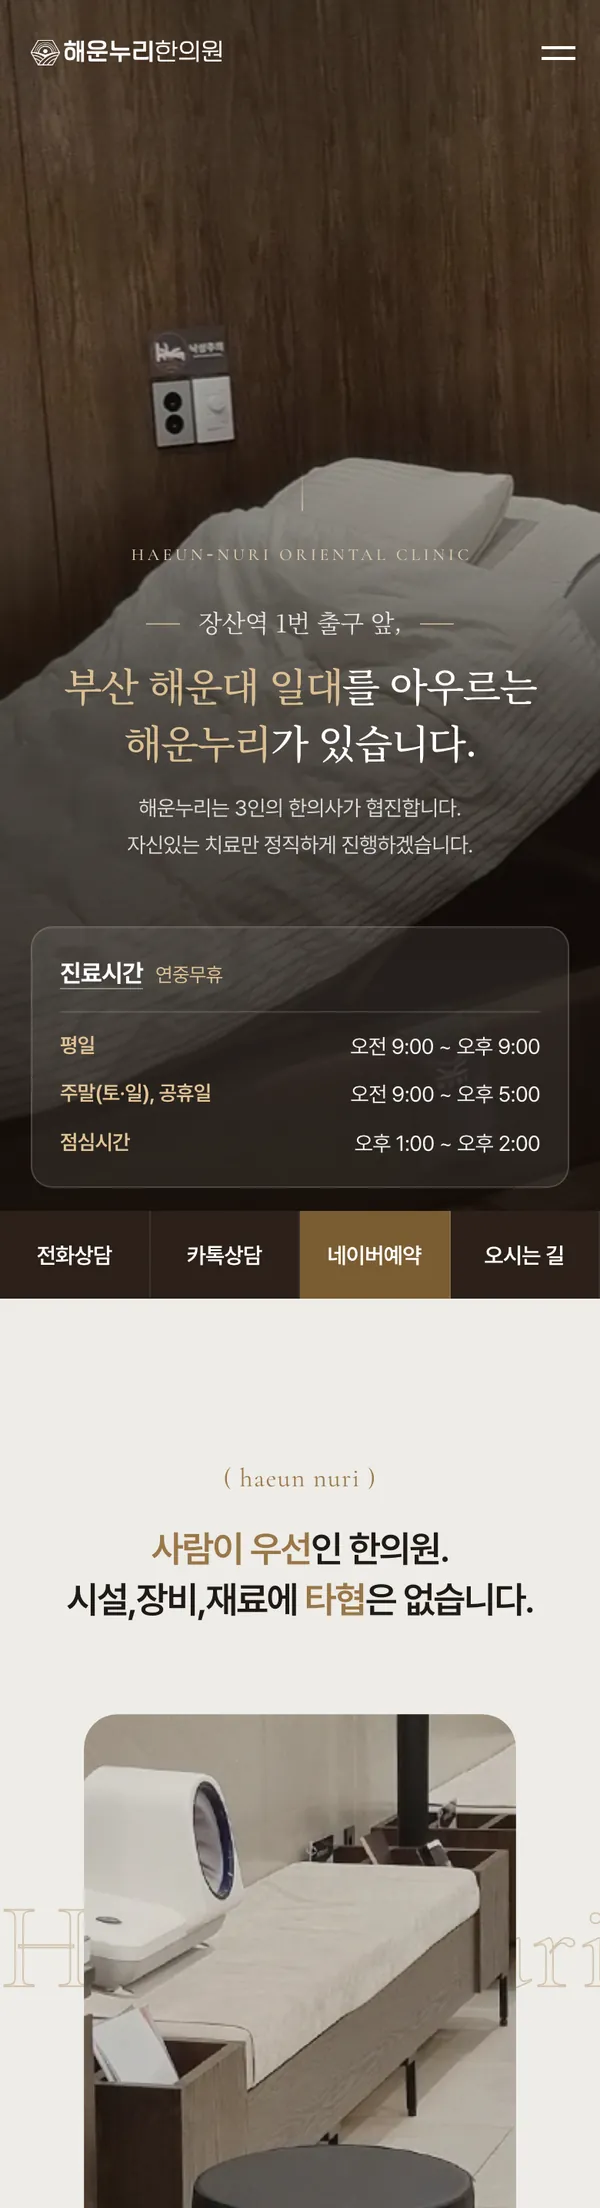 해운누리한의원
낙상주의
HAEUN-NURI ORIENTAL CLINIC
장산역 1번 출구 앞,
부산 해운대 일대를 아우르는
해운누리가 있습니다.
해운누리는 3인의 한의사가 협진합니다.
자신있는 치료만 정직하게 진행하겠습니다.
진료시간 연중무휴
평일 오전 9:00 ~ 오후 9:00
주말(토·일), 공휴일 오전 9:00 ~ 오후 5:00
점심시간 오후 1:00 ~ 오후 2:00
전화상담 카톡상담 네이버예약 오시는 길
( haeun nuri )
사람이 우선인 한의원.
시설,장비,재료에 타협은 없습니다.
H uri